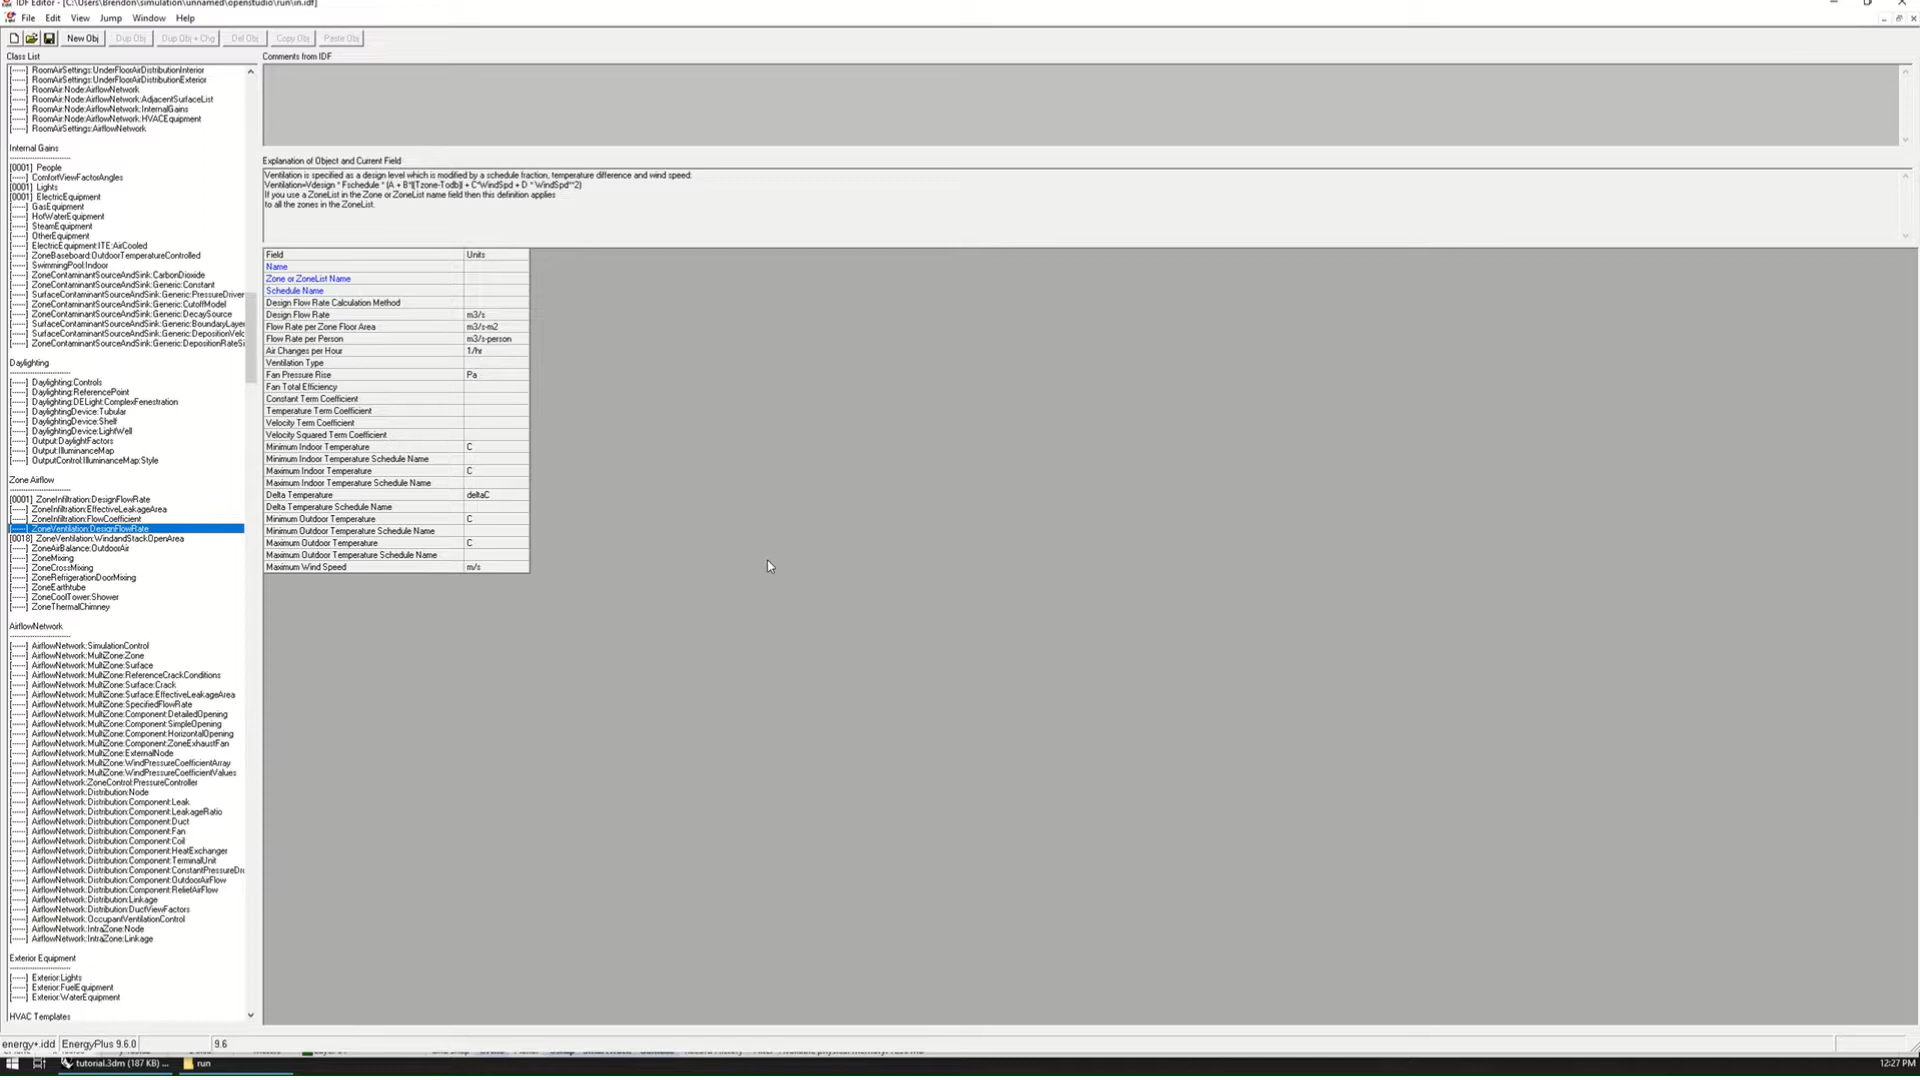 IDF Editor - [C:\Users\Brendon\simulation\unnamed\openstudio\run\in.idf]
File Edit View Jump Window Help
New Obj Dup Obj Dup Obj + Chg Del Obj Copy Obj Paste Obj
Class List
[------] RoomAirSettings:UnderFloorAirDistributionInterior
[------] RoomAirSettings:UnderFloorAirDistributionExterior
[------] RoomAir:Node:AirflowNetwork
[------] RoomAir:Node:AirflowNetwork:AdjacentSurfaceList
[------] RoomAir:Node:AirflowNetwork:InternalGains
[------] RoomAir:Node:AirflowNetwork:HVACEquipment
[------] RoomAirSettings:AirflowNetwork
Internal Gains
[0001] People
[------] ComfortViewFactorAngles
[0001] Lights
[0001] ElectricEquipment
[------] GasEquipment
[------] HotWaterEquipment
[------] SteamEquipment
[------] OtherEquipment
[------] ElectricEquipment:ITE:AirCooled
[------] ZoneBaseboard:OutdoorTemperatureControlled
[------] SwimmingPool:Indoor
[------] ZoneContaminantSourceAndSink:CarbonDioxide
[------] ZoneContaminantSourceAndSink:Generic:Constant
[------] SurfaceContaminantSourceAndSink:Generic:PressureDriver
[------] ZoneContaminantSourceAndSink:Generic:CutoffModel
[------] ZoneContaminantSourceAndSink:Generic:DecaySource
[------] SurfaceContaminantSourceAndSink:Generic:BoundaryLayer
[------] SurfaceContaminantSourceAndSink:Generic:DepositionVelo
[------] ZoneContaminantSourceAndSink:Generic:DepositionRateSi
Daylighting
[------] Daylighting:Controls
[------] Daylighting:ReferencePoint
[------] Daylighting:DELight:ComplexFenestration
[------] DaylightingDevice:Tubular
[------] DaylightingDevice:Shelf
[------] DaylightingDevice:LightWell
[------] Output:DaylightFactors
[------] Output:IlluminanceMap
[------] OutputControl:IlluminanceMap:Style
Zone Airflow
[0001] ZoneInfiltration:DesignFlowRate
[------] ZoneInfiltration:EffectiveLeakageArea
[------] ZoneInfiltration:FlowCoefficient
[------] ZoneVentilation:DesignFlowRate
[0018] ZoneVentilation:WindandStackOpenArea
[------] ZoneAirBalance:OutdoorAir
[------] ZoneMixing
[------] ZoneCrossMixing
[------] ZoneRefrigerationDoorMixing
[------] ZoneEarthtube
[------] ZoneCoolTower:Shower
[------] ZoneThermalChimney
AirflowNetwork
[------] AirflowNetwork:SimulationControl
[------] AirflowNetwork:MultiZone:Zone
[------] AirflowNetwork:MultiZone:Surface
[------] AirflowNetwork:MultiZone:ReferenceCrackConditions
[------] AirflowNetwork:MultiZone:Surface:Crack
[------] AirflowNetwork:MultiZone:Surface:EffectiveLeakageArea
[------] AirflowNetwork:MultiZone:SpecifiedFlowRate
[------] AirflowNetwork:MultiZone:Component:DetailedOpening
[------] AirflowNetwork:MultiZone:Component:SimpleOpening
[------] AirflowNetwork:MultiZone:Component:HorizontalOpening
[------] AirflowNetwork:MultiZone:Component:ZoneExhaustFan
[------] AirflowNetwork:MultiZone:ExternalNode
[------] AirflowNetwork:MultiZone:WindPressureCoefficientArray
[------] AirflowNetwork:MultiZone:WindPressureCoefficientValues
[------] AirflowNetwork:ZoneControl:PressureController
[------] AirflowNetwork:Distribution:Node
[------] AirflowNetwork:Distribution:Component:Leak
[------] AirflowNetwork:Distribution:Component:LeakageRatio
[------] AirflowNetwork:Distribution:Component:Duct
[------] AirflowNetwork:Distribution:Component:Fan
[------] AirflowNetwork:Distribution:Component:Coil
[------] AirflowNetwork:Distribution:Component:HeatExchanger
[------] AirflowNetwork:Distribution:Component:TerminalUnit
[------] AirflowNetwork:Distribution:Component:ConstantPressureDr
[------] AirflowNetwork:Distribution:Component:OutdoorAirFlow
[------] AirflowNetwork:Distribution:Component:ReliefAirFlow
[------] AirflowNetwork:Distribution:Linkage
[------] AirflowNetwork:Distribution:DuctViewFactors
[------] AirflowNetwork:OccupantVentilationControl
[------] AirflowNetwork:IntraZone:Node
[------] AirflowNetwork:IntraZone:Linkage
Exterior Equipment
[------] Exterior:Lights
[------] Exterior:FuelEquipment
[------] Exterior:WaterEquipment
HVAC Templates
Comments from IDF
Explanation of Object and Current Field
Ventilation is specified as a design level which is modified by a schedule fraction, temperature difference and wind speed:
Ventilation=Vdesign * Fschedule * (A + B*|(Tzone-Todb)| + C*WindSpd + D * WindSpd**2)
If you use a ZoneList in the Zone or ZoneList name field then this definition applies
to all the zones in the ZoneList.
Field Units
Name
Zone or ZoneList Name
Schedule Name
Design Flow Rate Calculation Method
Design Flow Rate m3/s
Flow Rate per Zone Floor Area m3/s-m2
Flow Rate per Person m3/s-person
Air Changes per Hour 1/hr
Ventilation Type
Fan Pressure Rise Pa
Fan Total Efficiency
Constant Term Coefficient
Temperature Term Coefficient
Velocity Term Coefficient
Velocity Squared Term Coefficient
Minimum Indoor Temperature C
Minimum Indoor Temperature Schedule Name
Maximum Indoor Temperature C
Maximum Indoor Temperature Schedule Name
Delta Temperature deltaC
Delta Temperature Schedule Name
Minimum Outdoor Temperature C
Minimum Outdoor Temperature Schedule Name
Maximum Outdoor Temperature C
Maximum Outdoor Temperature Schedule Name
Maximum Wind Speed m/s
energy+.idd EnergyPlus 9.6.0 9.6
tutorial.3dm (187 KB) ... run 12:27 PM